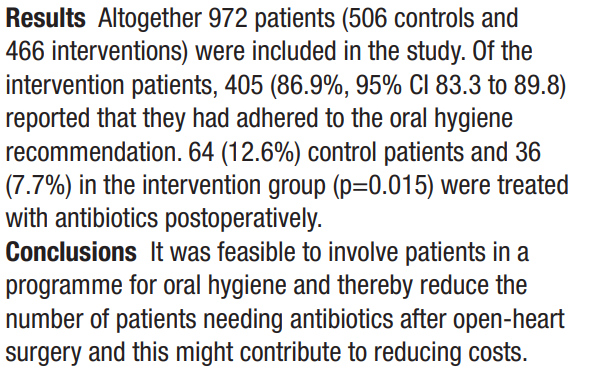 Results Altogether 972 patients (506 controls and
466 interventions) were included in the study. Of the
intervention patients, 405 (86.9%, 95% CI 83.3 to 89.8)
reported that they had adhered to the oral hygiene
recommendation. 64 (12.6%) control patients and 36
(7.7%) in the intervention group (p=0.015) were treated
with antibiotics postoperatively.
Conclusions It was feasible to involve patients in a
programme for oral hygiene and thereby reduce the
number of patients needing antibiotics after open-heart
surgery and this might contribute to reducing costs.